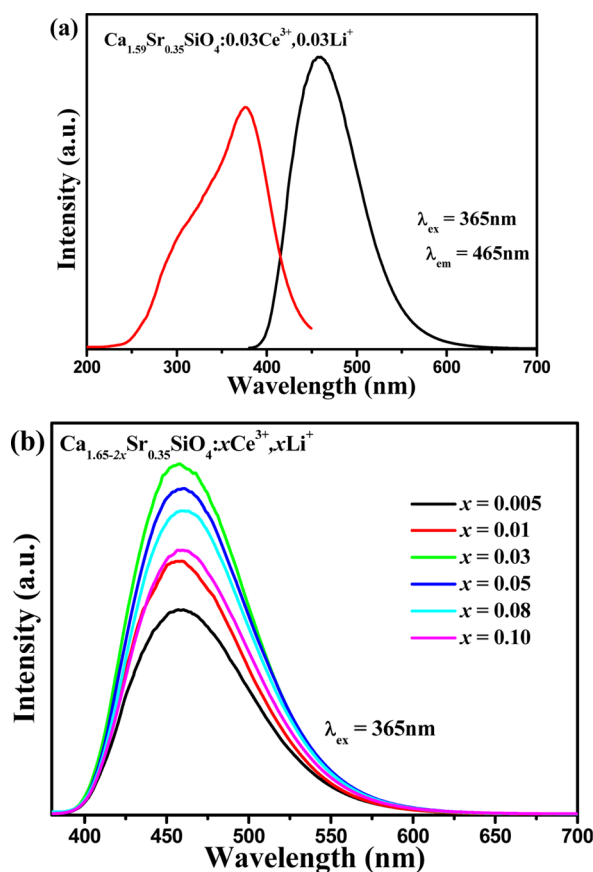 (a)
Ca₁.₅₉Sr₀.₃₅SiO₄:0.03Ce³⁺,0.03Li⁺
Intensity (a.u.)
λex = 365nm
λem = 465nm
200 300 400 500 600 700
Wavelength (nm)
(b)
Ca₁.₆₅₋₂ₓSr₀.₃₅SiO₄:xCe³⁺,xLi⁺
Intensity (a.u.)
x = 0.005
x = 0.01
x = 0.03
x = 0.05
x = 0.08
x = 0.10
λex = 365nm
400 450 500 550 600 650 700
Wavelength (nm)